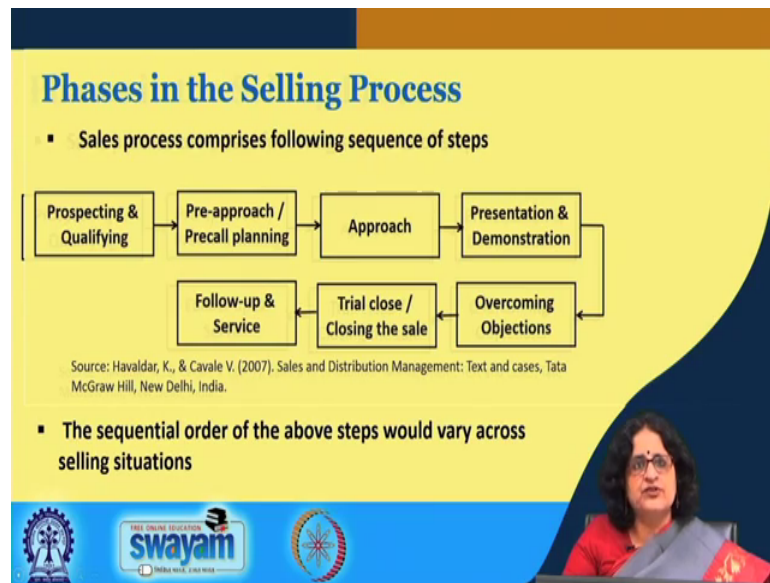 Phases in the Selling Process
▪ Sales process comprises following sequence of steps
Prospecting &
Qualifying
Pre-approach /
Precall planning
Approach
Presentation &
Demonstration
Follow-up &
Service
Trial close /
Closing the sale
Overcoming
Objections
Source: Havaldar, K., & Cavale V. (2007). Sales and Distribution Management: Text and cases, Tata
McGraw Hill, New Delhi, India.
▪ The sequential order of the above steps would vary across
selling situations
FREE ONLINE EDUCATION
swayam